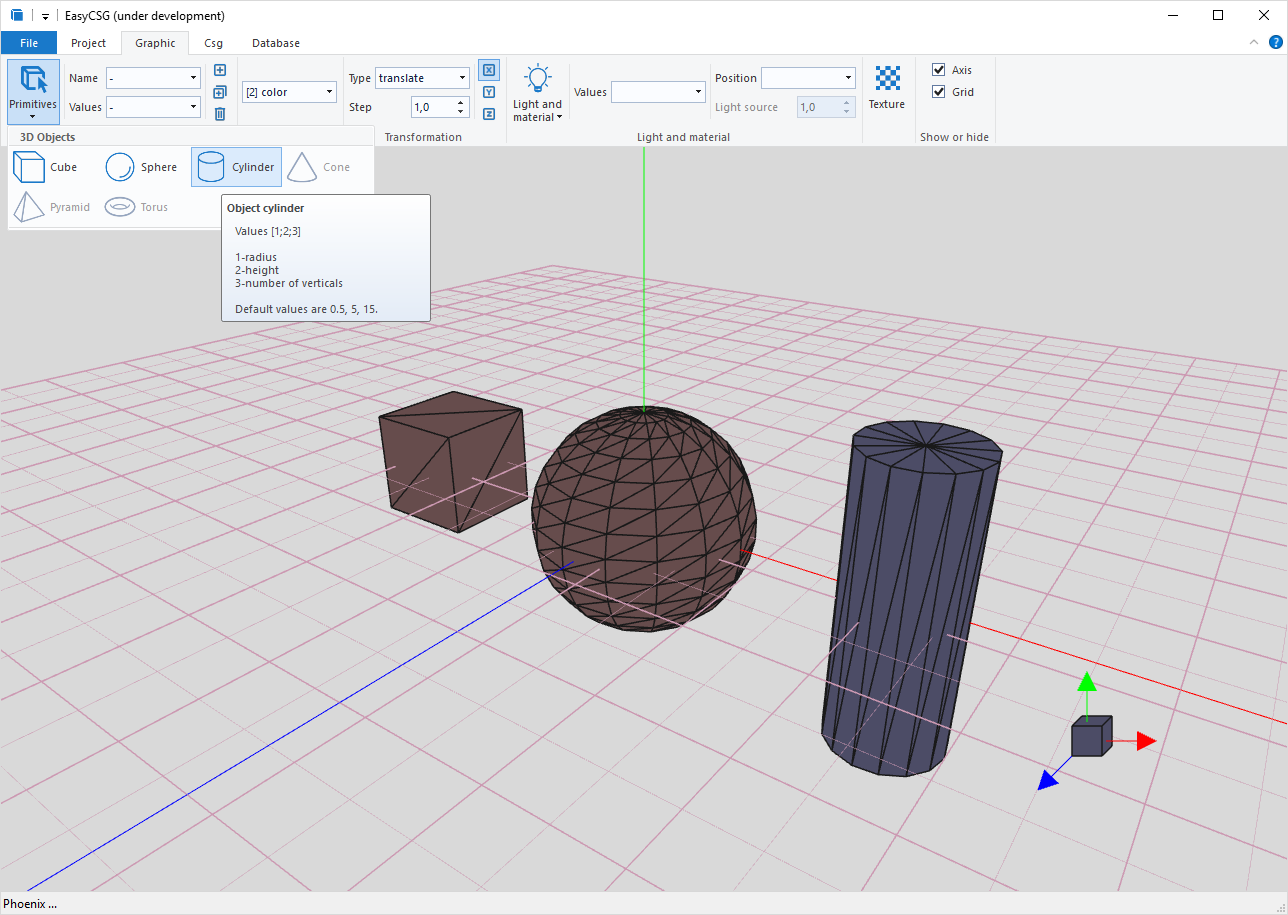 EasyCSG (under development)
File Project Graphic Csg Database
Primitives
Name -
Values -
[2] color
Type translate
Step 1,0
X
Y
Z
Transformation
Light and
material
Values
Position
Light source 1,0
Light and material
Texture
Axis
Grid
Show or hide
?
3D Objects
Cube Sphere Cylinder Cone
Pyramid Torus
Object cylinder
Values [1;2;3]
1-radius
2-height
3-number of verticals
Default values are 0.5, 5, 15.
Phoenix ...